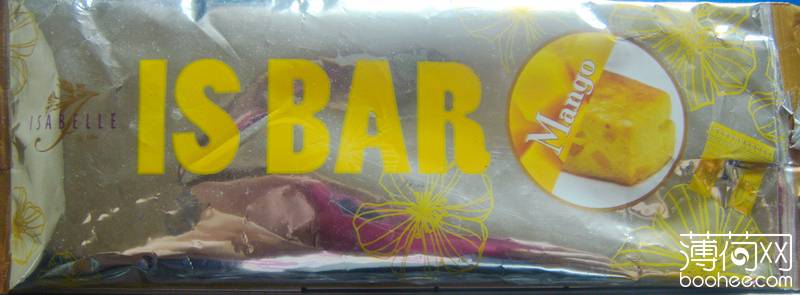 ISABELLE
IS BAR
Mango
薄荷网
boohee.com